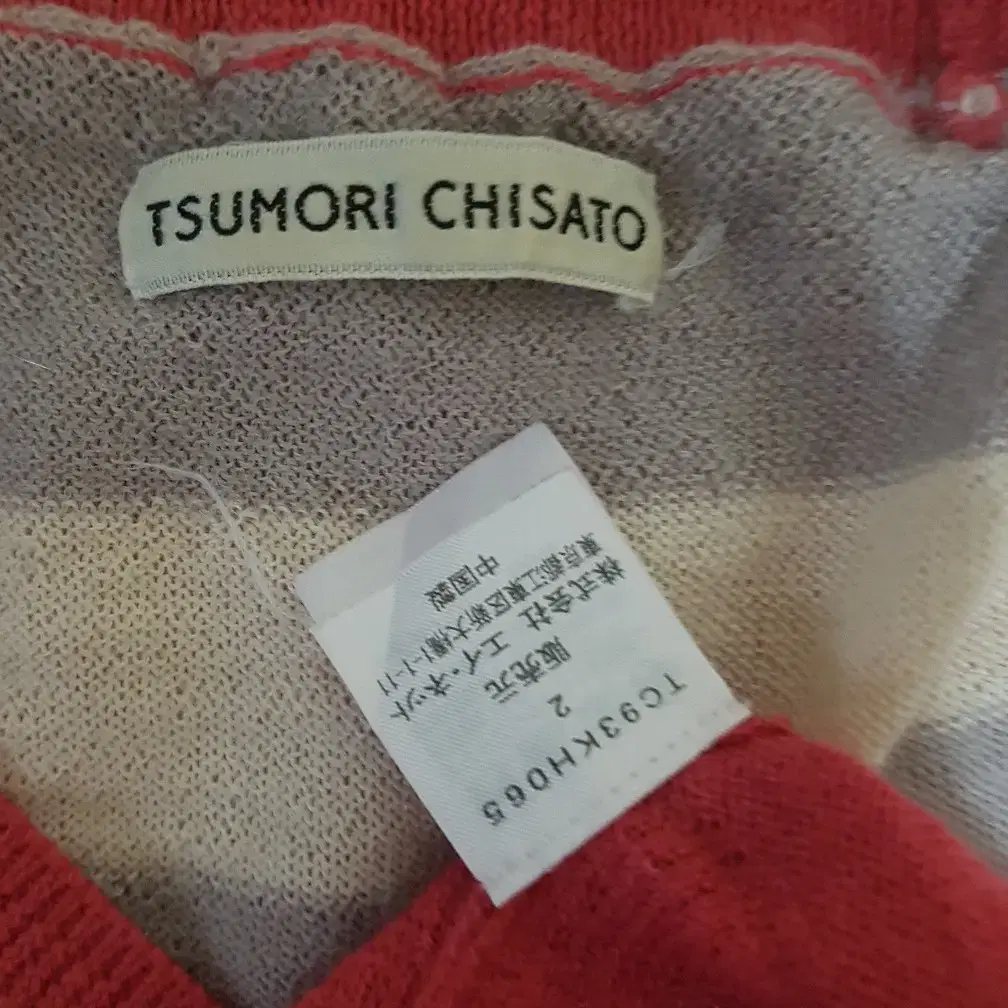 TSUMORI CHISATO
TC93KH065
2
販売元
株式会社 エイ・ネット
東京都江東区新大橋1-1-11
中国製